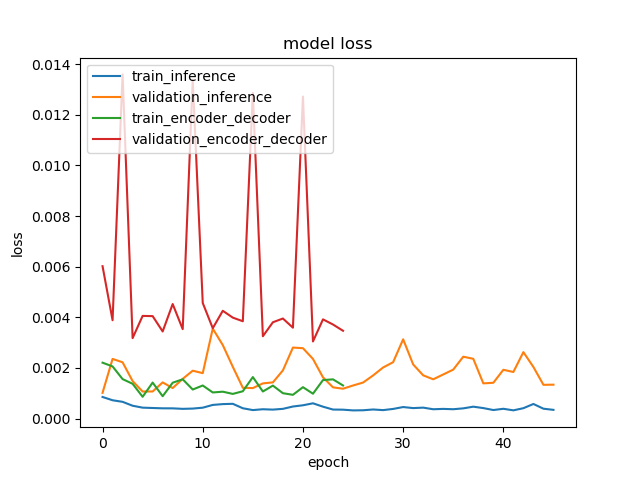 model loss
train_inference
validation_inference
train_encoder_decoder
validation_encoder_decoder
loss
0.014
0.012
0.010
0.008
0.006
0.004
0.002
0.000
0 10 20 30 40
epoch